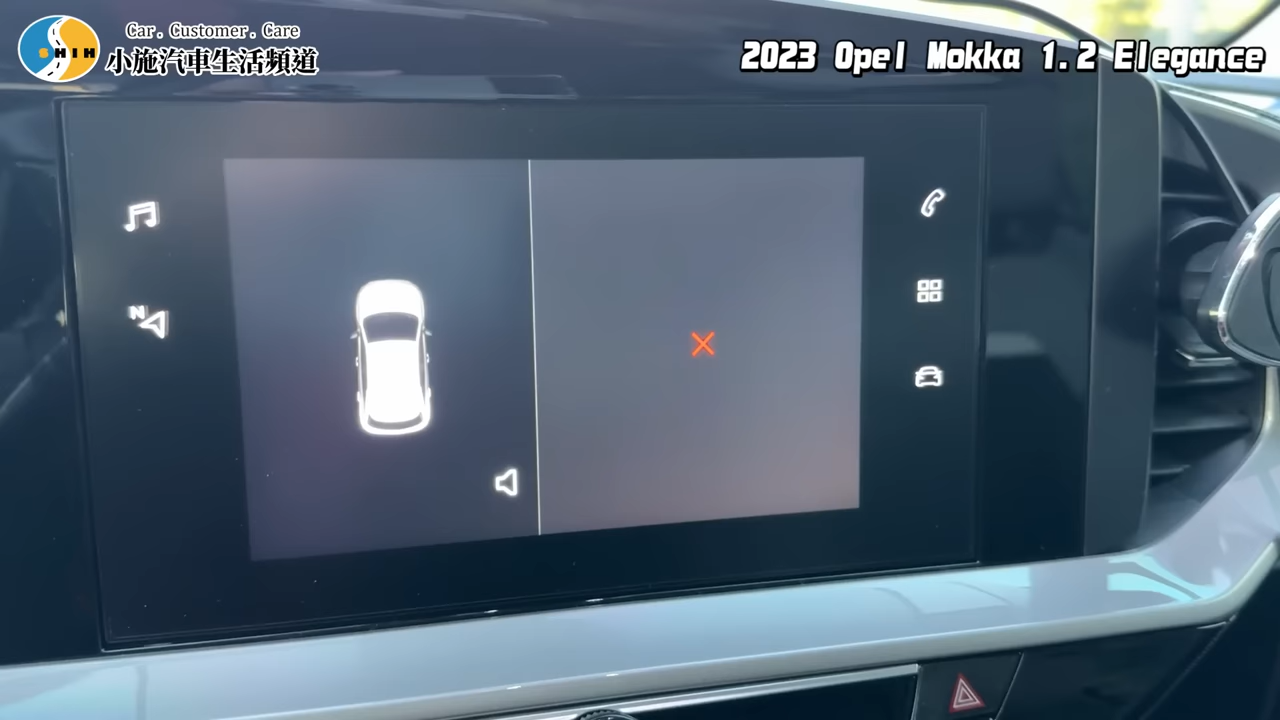 SHIH
Car. Customer. Care
小施汽車生活頻道
2023 Opel Mokka 1.2 Elegance
N